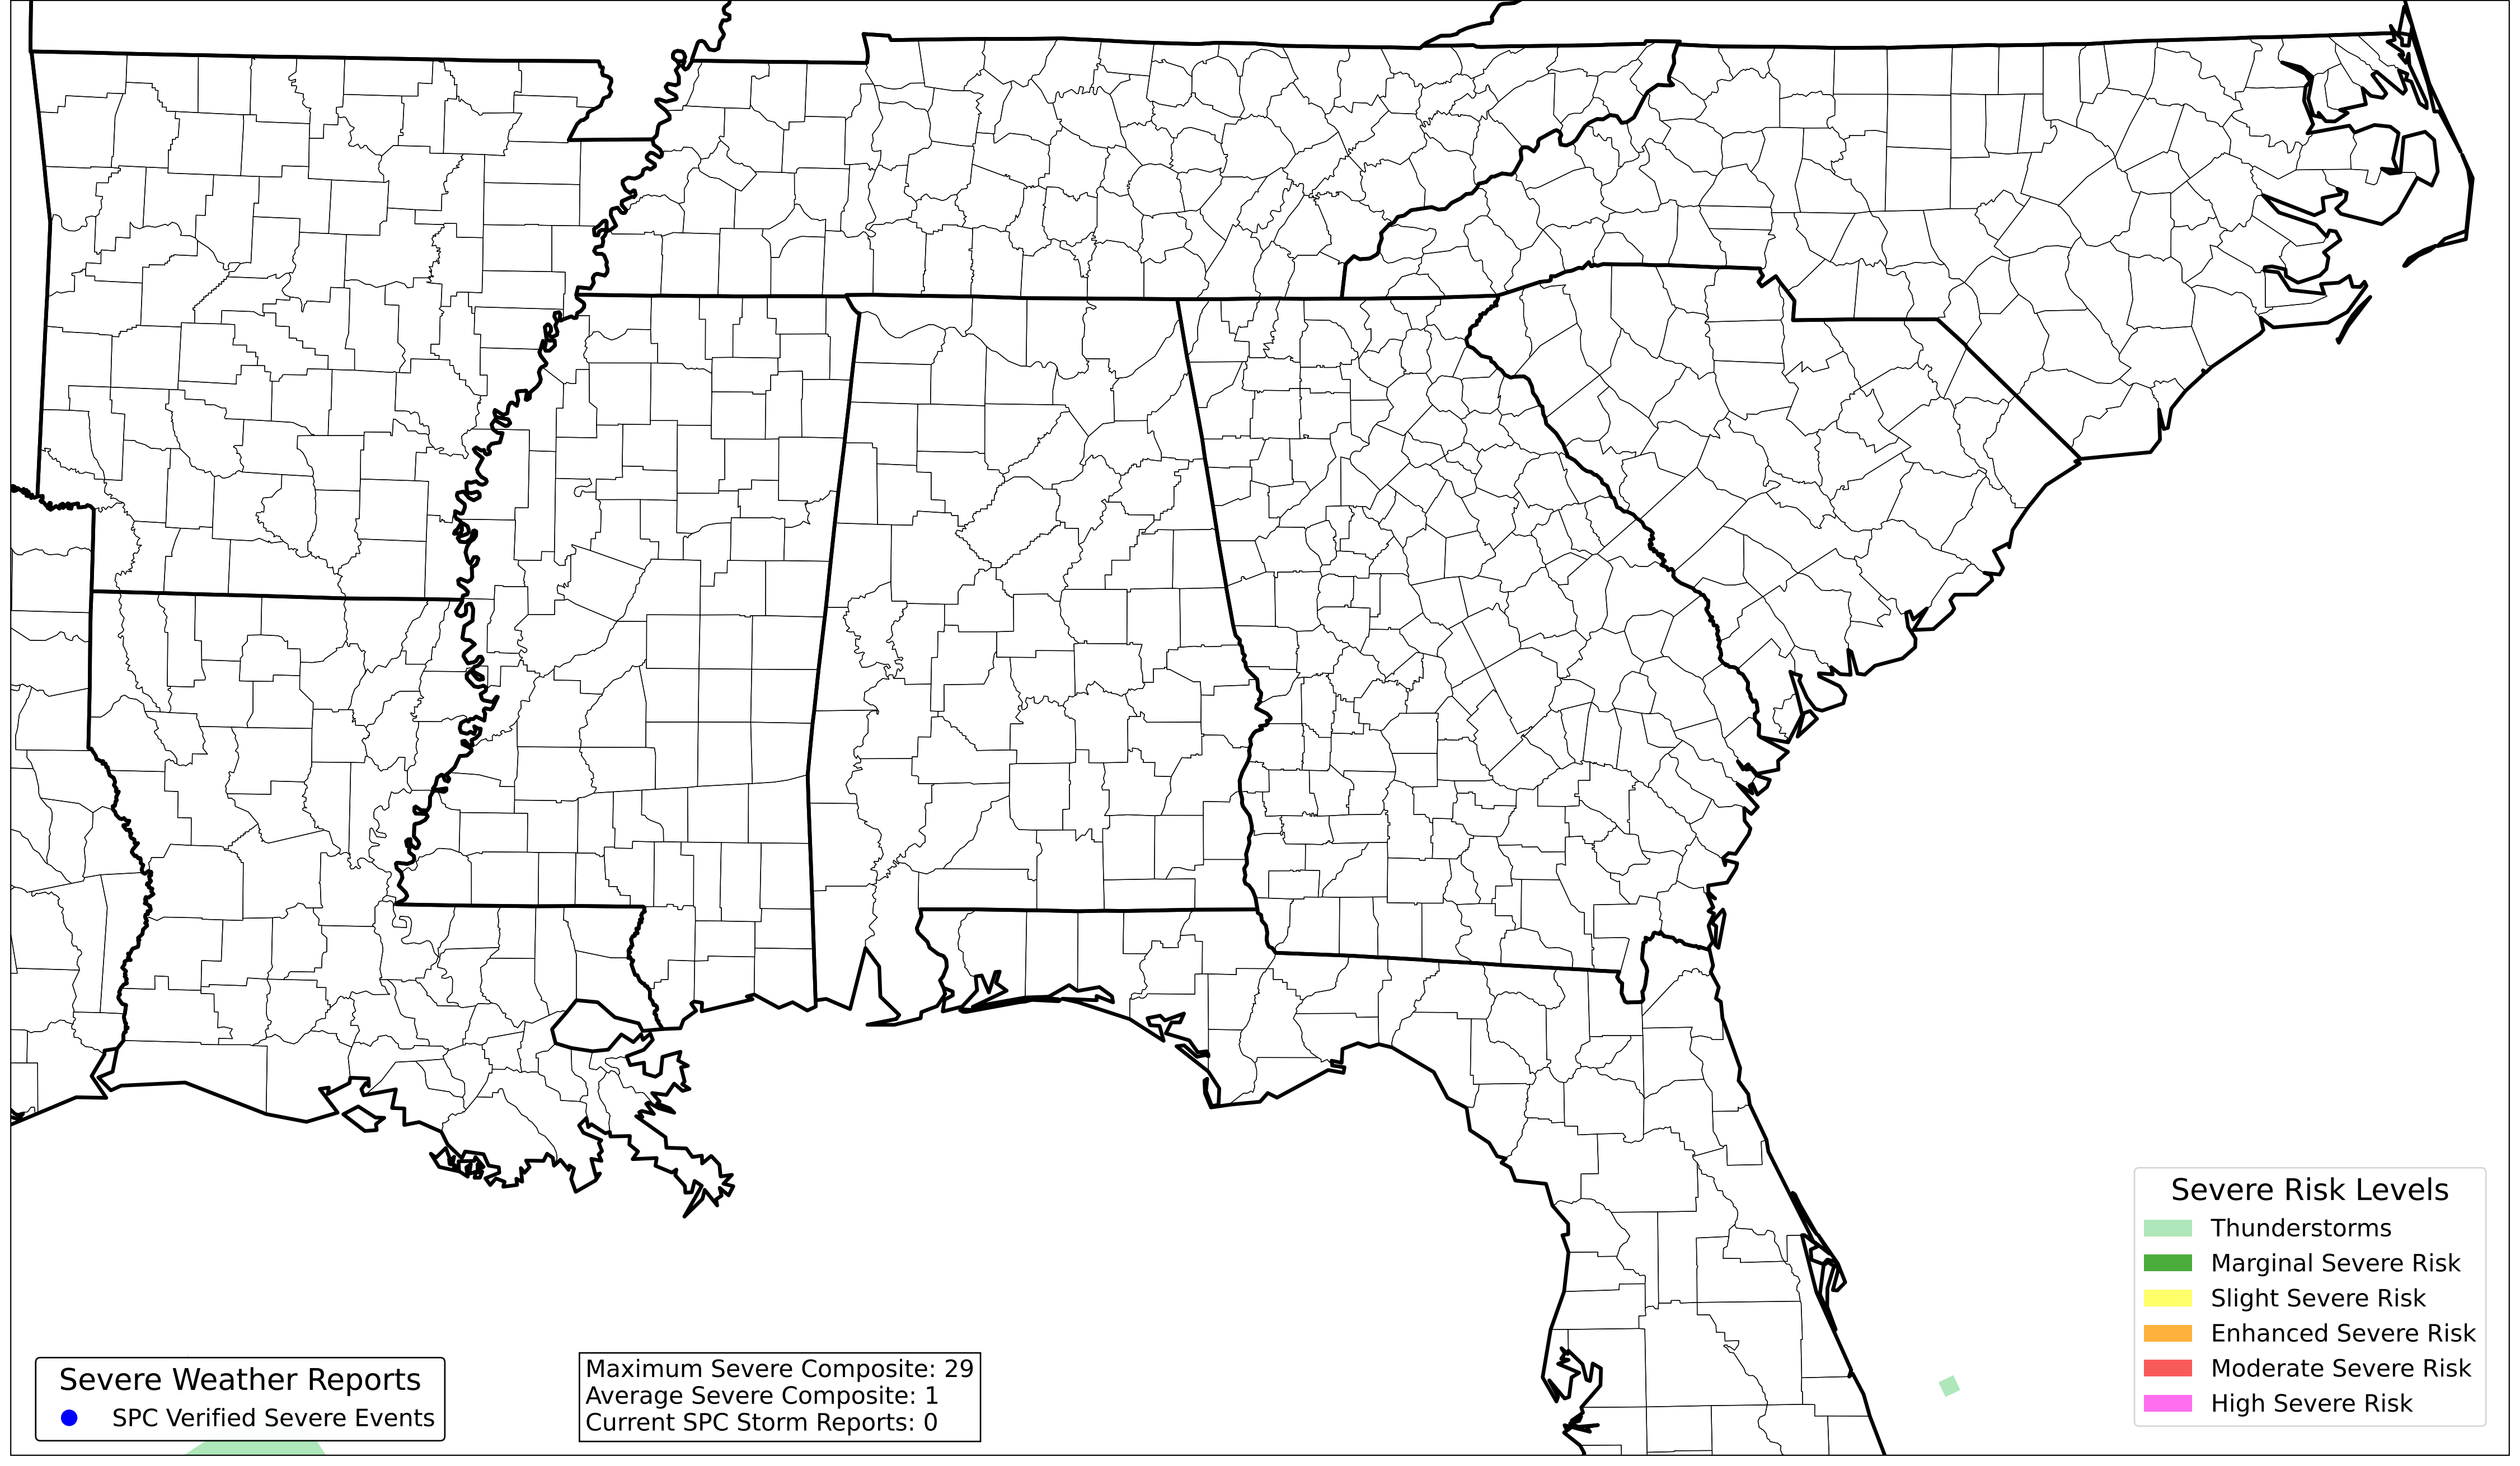 Severe Risk Levels
Thunderstorms
Marginal Severe Risk
Slight Severe Risk
Enhanced Severe Risk
Moderate Severe Risk
High Severe Risk
Severe Weather Reports
SPC Verified Severe Events
Maximum Severe Composite: 29
Average Severe Composite: 1
Current SPC Storm Reports: 0